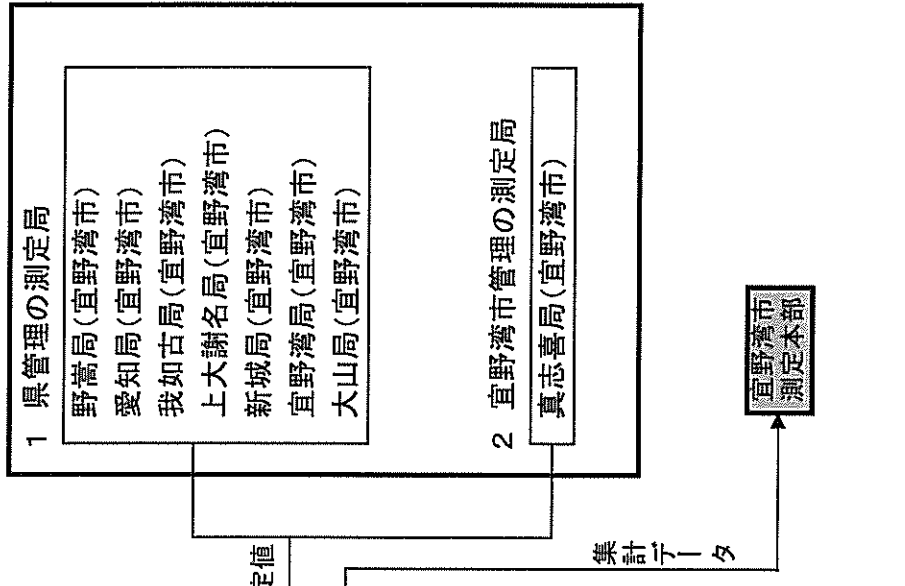 1 県管理の測定局
野嵩局(宜野湾市)
愛知局(宜野湾市)
我如古局(宜野湾市)
上大謝名局(宜野湾市)
新城局(宜野湾市)
宜野湾局(宜野湾市)
大山局(宜野湾市)
2 宜野湾市管理の測定局
真志喜局(宜野湾市)
定値
集計データ
宜野湾市
測定本部